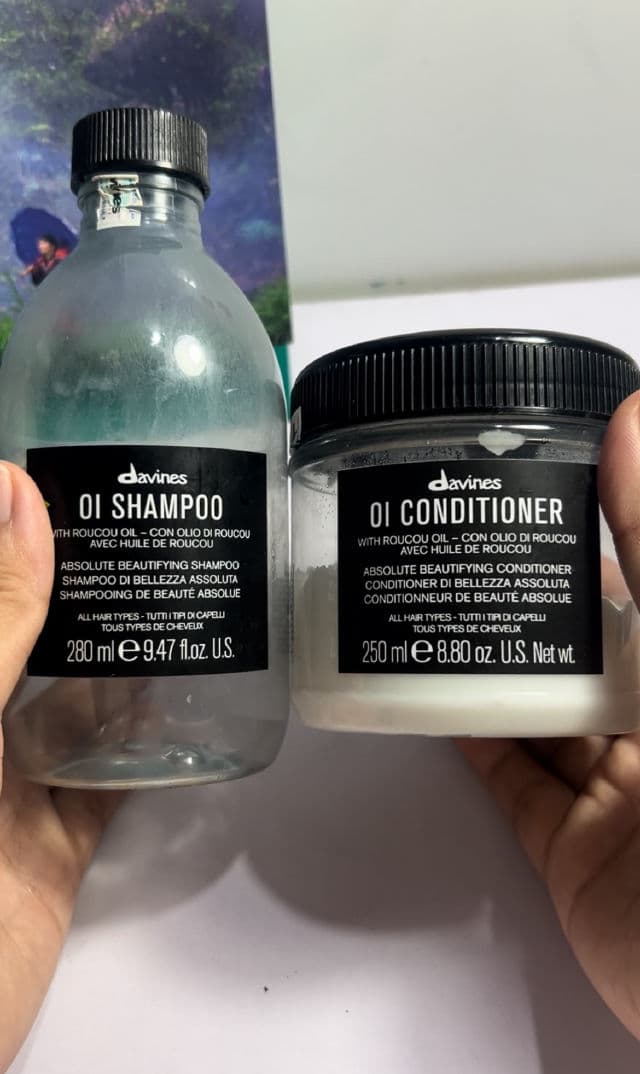 davines
OI SHAMPOO
WITH ROUCOU OIL – CON OLIO DI ROUCOU
AVEC HUILE DE ROUCOU
ABSOLUTE BEAUTIFYING SHAMPOO
SHAMPOO DI BELLEZZA ASSOLUTA
SHAMPOOING DE BEAUTÉ ABSOLUE
ALL HAIR TYPES - TUTTI I TIPI DI CAPELLI
TOUS TYPES DE CHEVEUX
280 ml ℮ 9.47 fl.oz. U.S.
davines
OI CONDITIONER
WITH ROUCOU OIL – CON OLIO DI ROUCOU
AVEC HUILE DE ROUCOU
ABSOLUTE BEAUTIFYING CONDITIONER
CONDITIONER DI BELLEZZA ASSOLUTA
CONDITIONNEUR DE BEAUTÉ ABSOLUE
ALL HAIR TYPES - TUTTI I TIPI DI CAPELLI
TOUS TYPES DE CHEVEUX
250 ml ℮ 8.80 oz. U.S. Net wt.